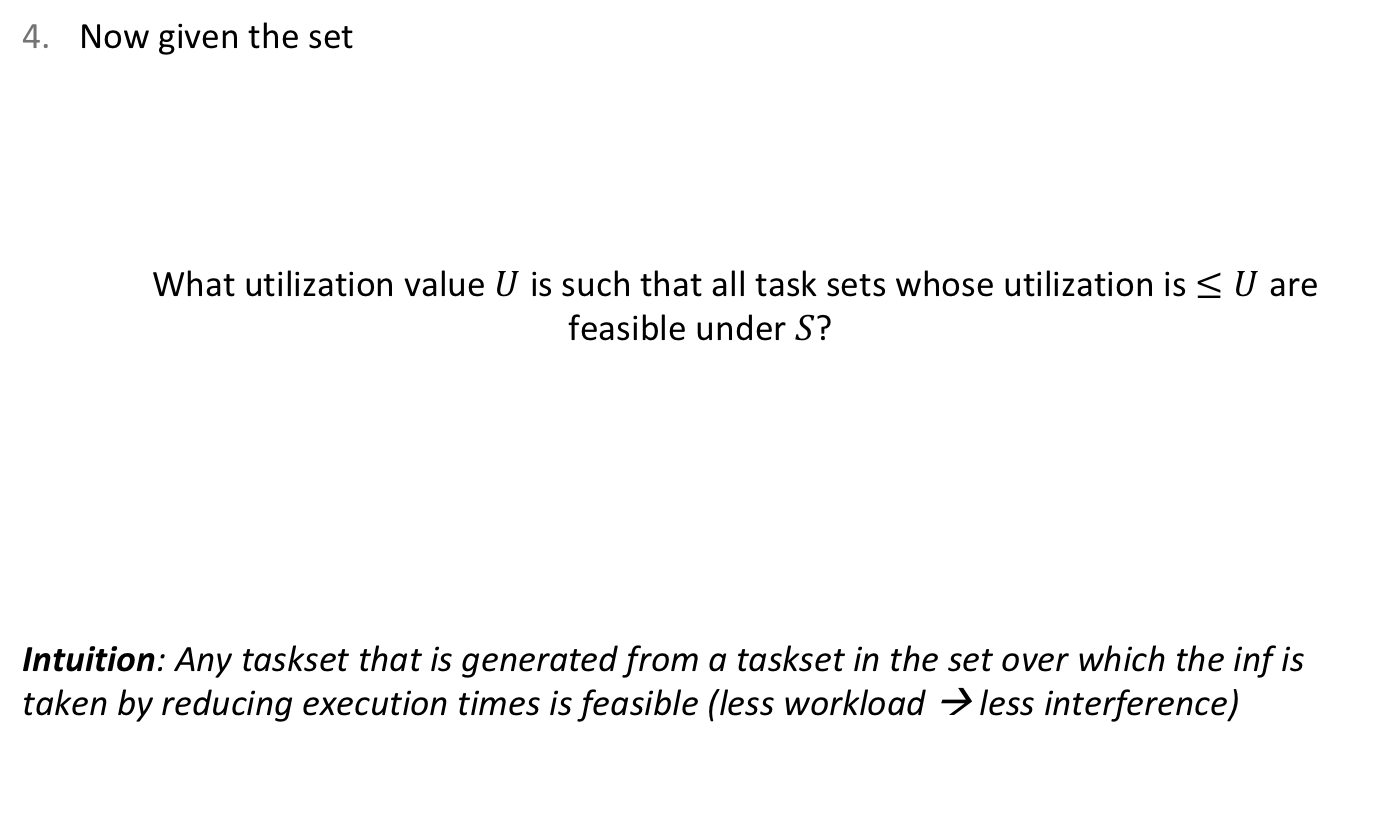 4. Now given the set
What utilization value U is such that all task sets whose utilization is ≤ U are
feasible under S?
Intuition: Any taskset that is generated from a taskset in the set over which the inf is
taken by reducing execution times is feasible (less workload → less interference)